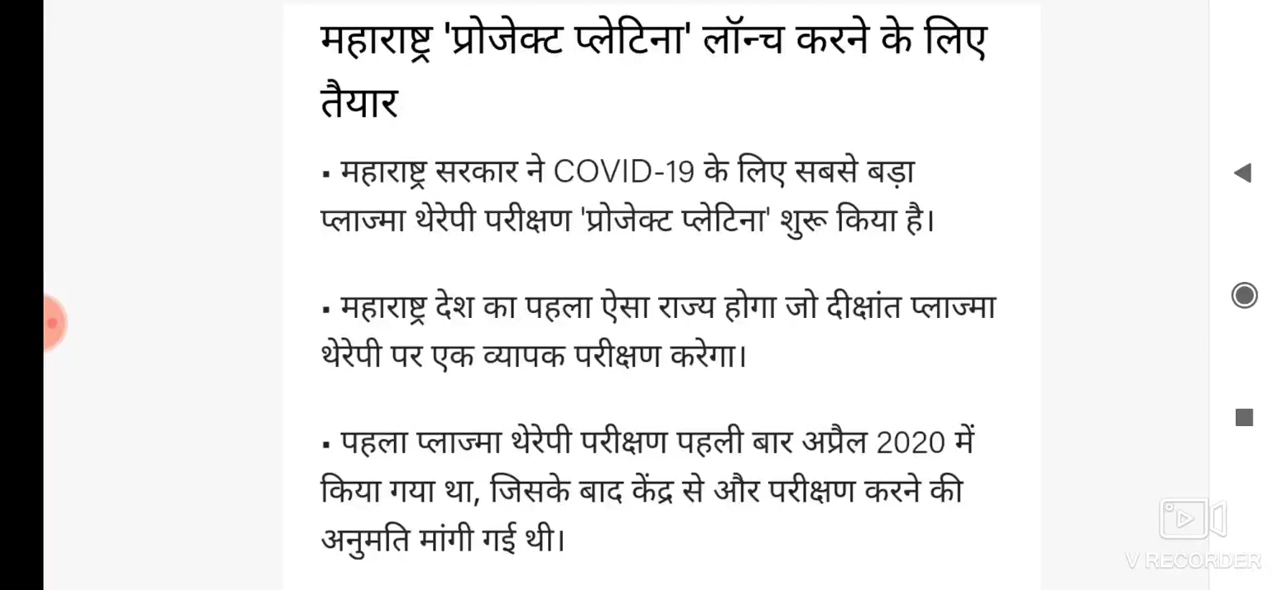 महाराष्ट्र 'प्रोजेक्ट प्लेटिना' लॉन्च करने के लिए
तैयार
▪ महाराष्ट्र सरकार ने COVID-19 के लिए सबसे बड़ा
प्लाज्मा थेरेपी परीक्षण 'प्रोजेक्ट प्लेटिना' शुरू किया है।
▪ महाराष्ट्र देश का पहला ऐसा राज्य होगा जो दीक्षांत प्लाज्मा
थेरेपी पर एक व्यापक परीक्षण करेगा।
▪ पहला प्लाज्मा थेरेपी परीक्षण पहली बार अप्रैल 2020 में
किया गया था, जिसके बाद केंद्र से और परीक्षण करने की
अनुमति मांगी गई थी।
V RECORDER